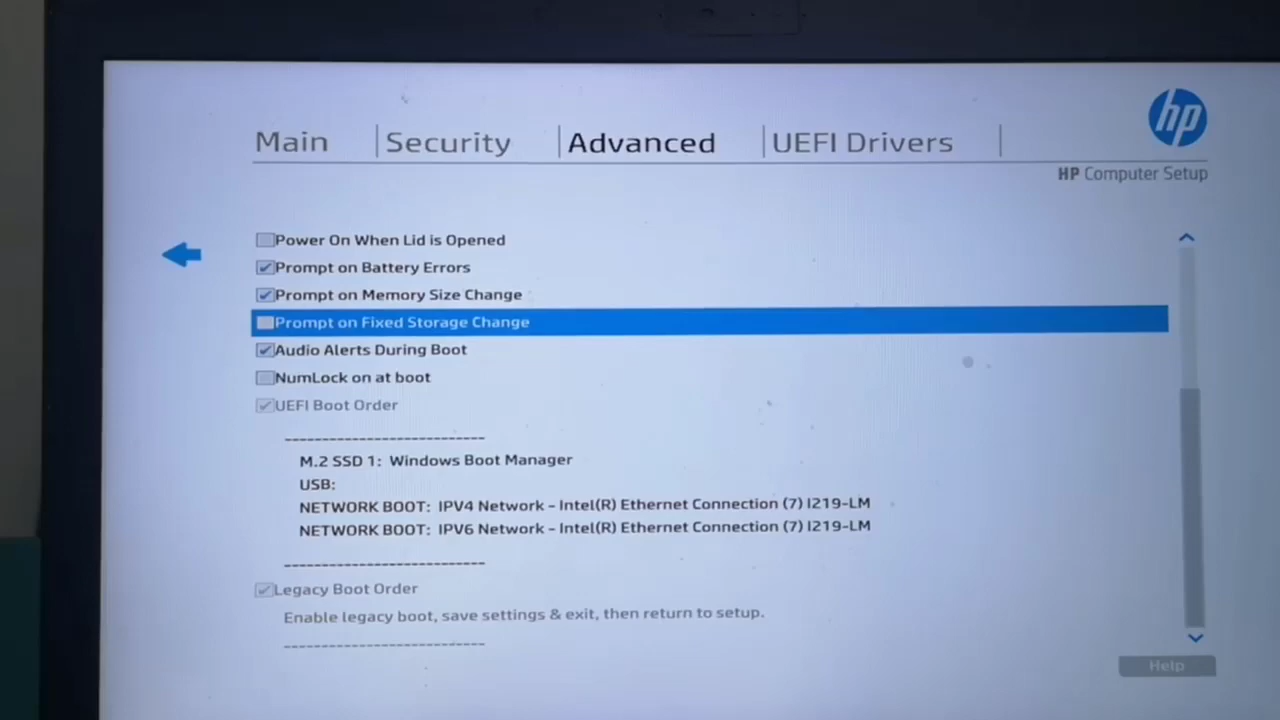 Main
Security
Advanced
UEFI Drivers
hp
HP Computer Setup
Power On When Lid is Opened
Prompt on Battery Errors
Prompt on Memory Size Change
Prompt on Fixed Storage Change
Audio Alerts During Boot
NumLock on at boot
UEFI Boot Order
--------------------------
M.2 SSD 1: Windows Boot Manager
USB:
NETWORK BOOT: IPV4 Network - Intel(R) Ethernet Connection (7) I219-LM
NETWORK BOOT: IPV6 Network - Intel(R) Ethernet Connection (7) I219-LM
--------------------------
Legacy Boot Order
Enable legacy boot, save settings & exit, then return to setup.
--------------------------
Help